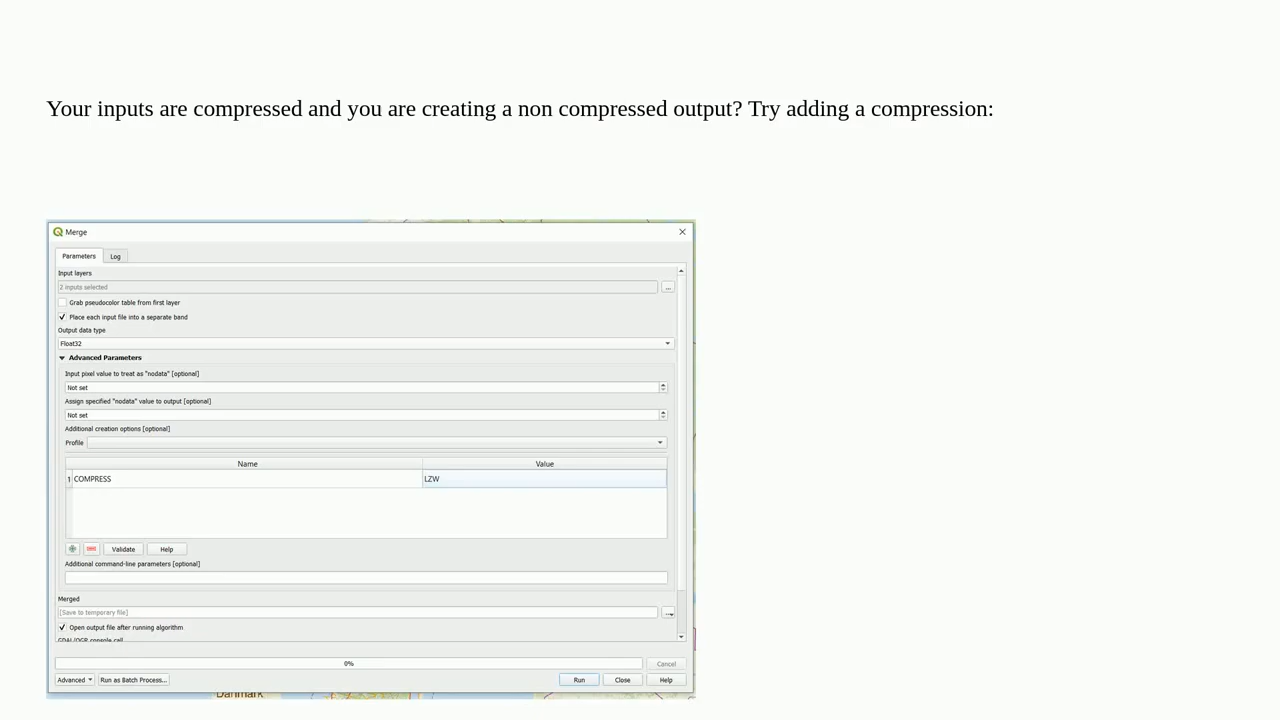 Your inputs are compressed and you are creating a non compressed output? Try adding a compression:
Merge
Parameters
Log
Input layers
2 inputs selected
...
Grab pseudocolor table from first layer
Place each input file into a separate band
Output data type
Float32
Advanced Parameters
Input pixel value to treat as "nodata" [optional]
Not set
Assign specified "nodata" value to output [optional]
Not set
Additional creation options [optional]
Profile
Name Value
1 COMPRESS LZW
Validate Help
Additional command-line parameters [optional]
Merged
[Save to temporary file]
...
Open output file after running algorithm
GDAL/OGR console call
0% Cancel
Advanced Run as Batch Process... Run Close Help
Danmark